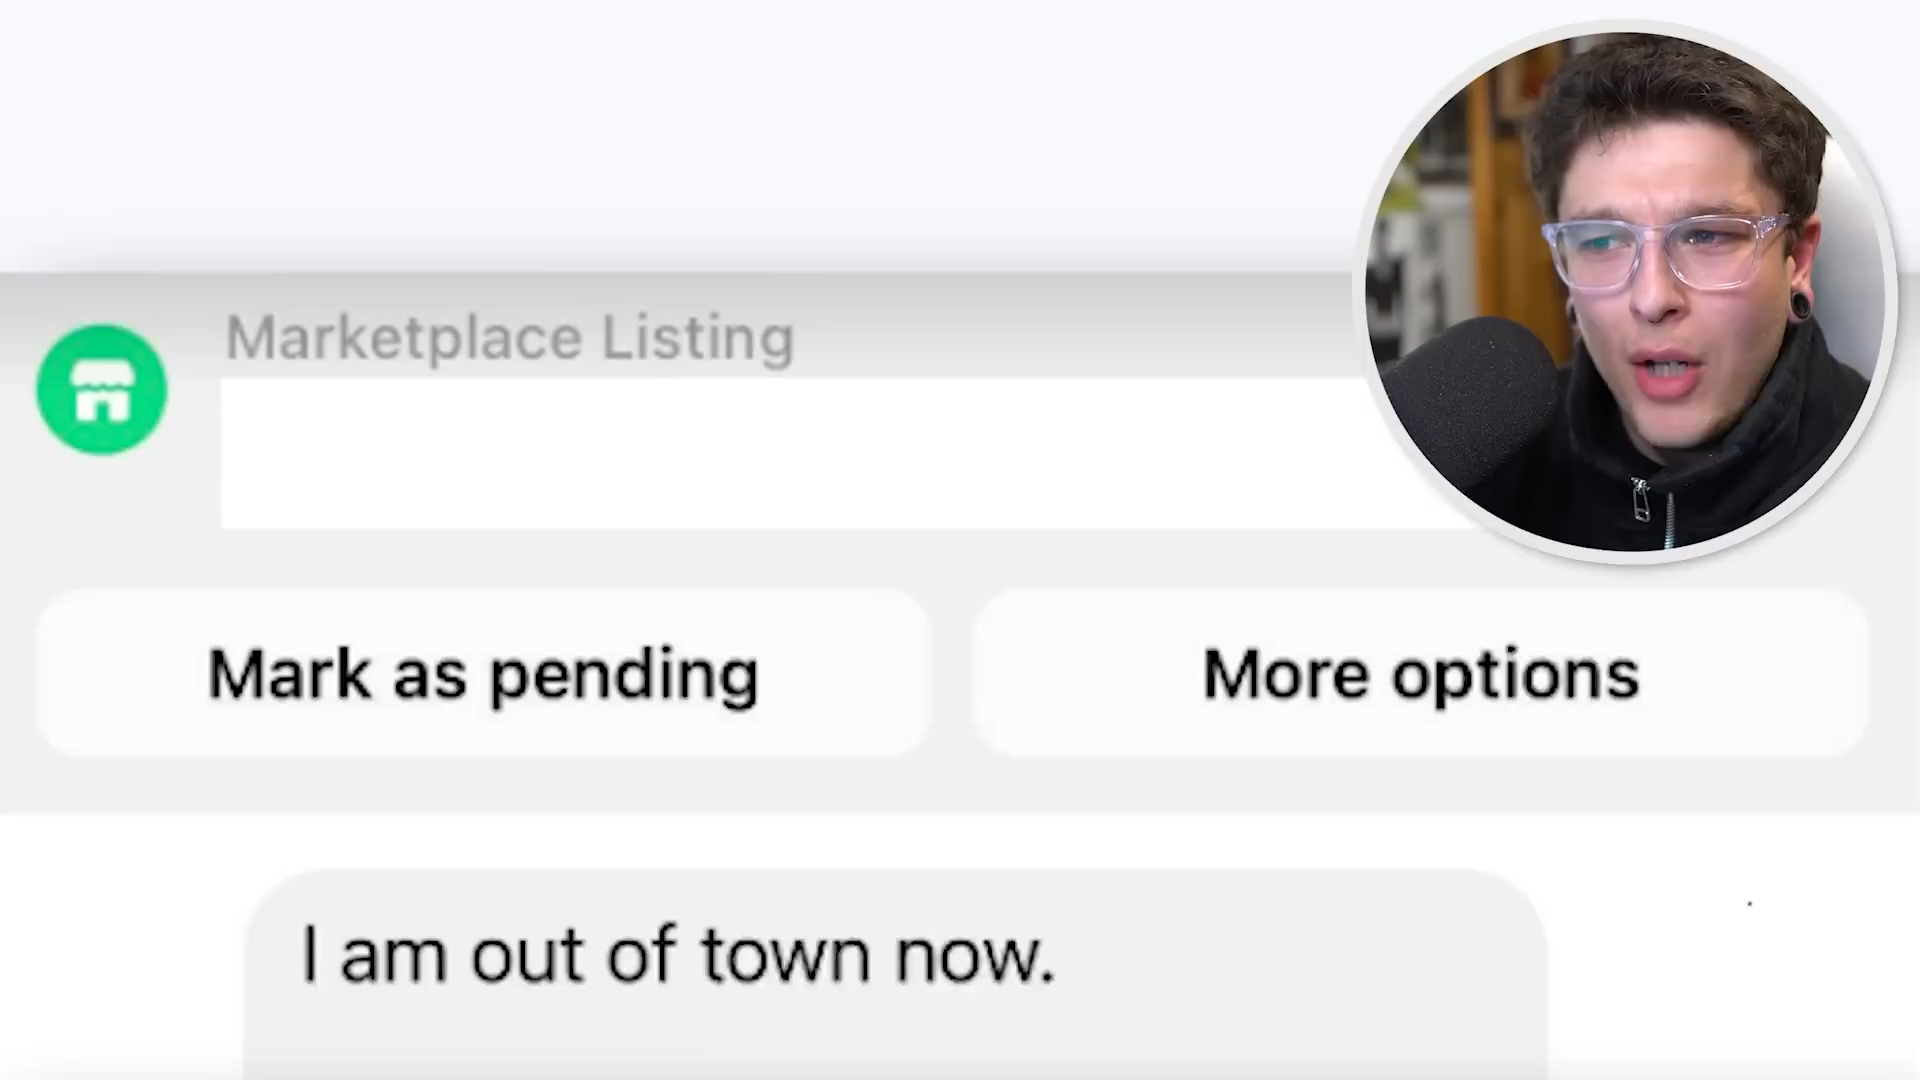 Marketplace Listing
Mark as pending
More options
I am out of town now.